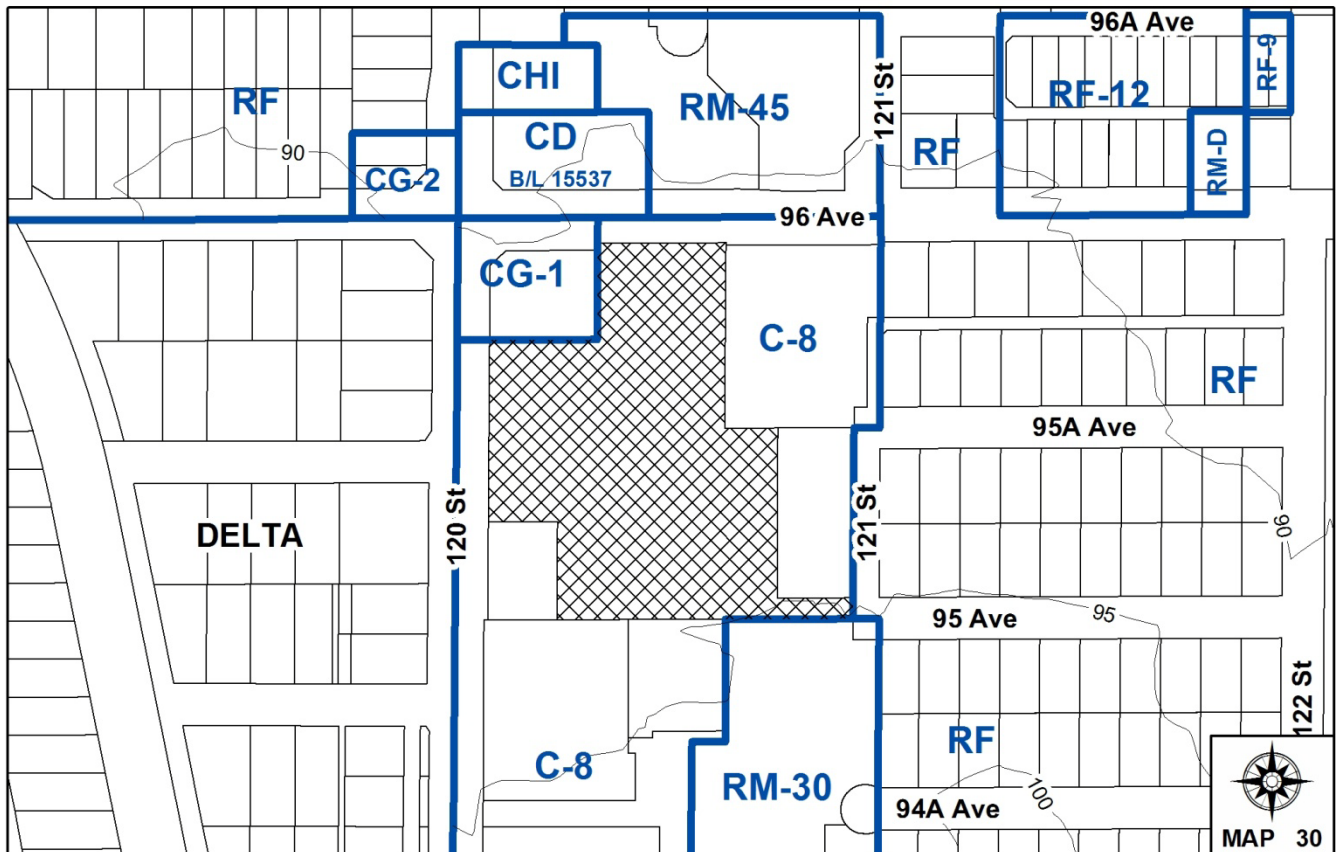 96A Ave
RF-9
CHI
121 St
RF
RM-45
RF-12
CD
RF
90
CG-2
B/L 15537
RM-D
96 Ave
CG-1
C-8
RF
95A Ave
120 St
121 St
90
DELTA
95 Ave
95
122 St
RF
C-8
RM-30
94A Ave
100
MAP 30